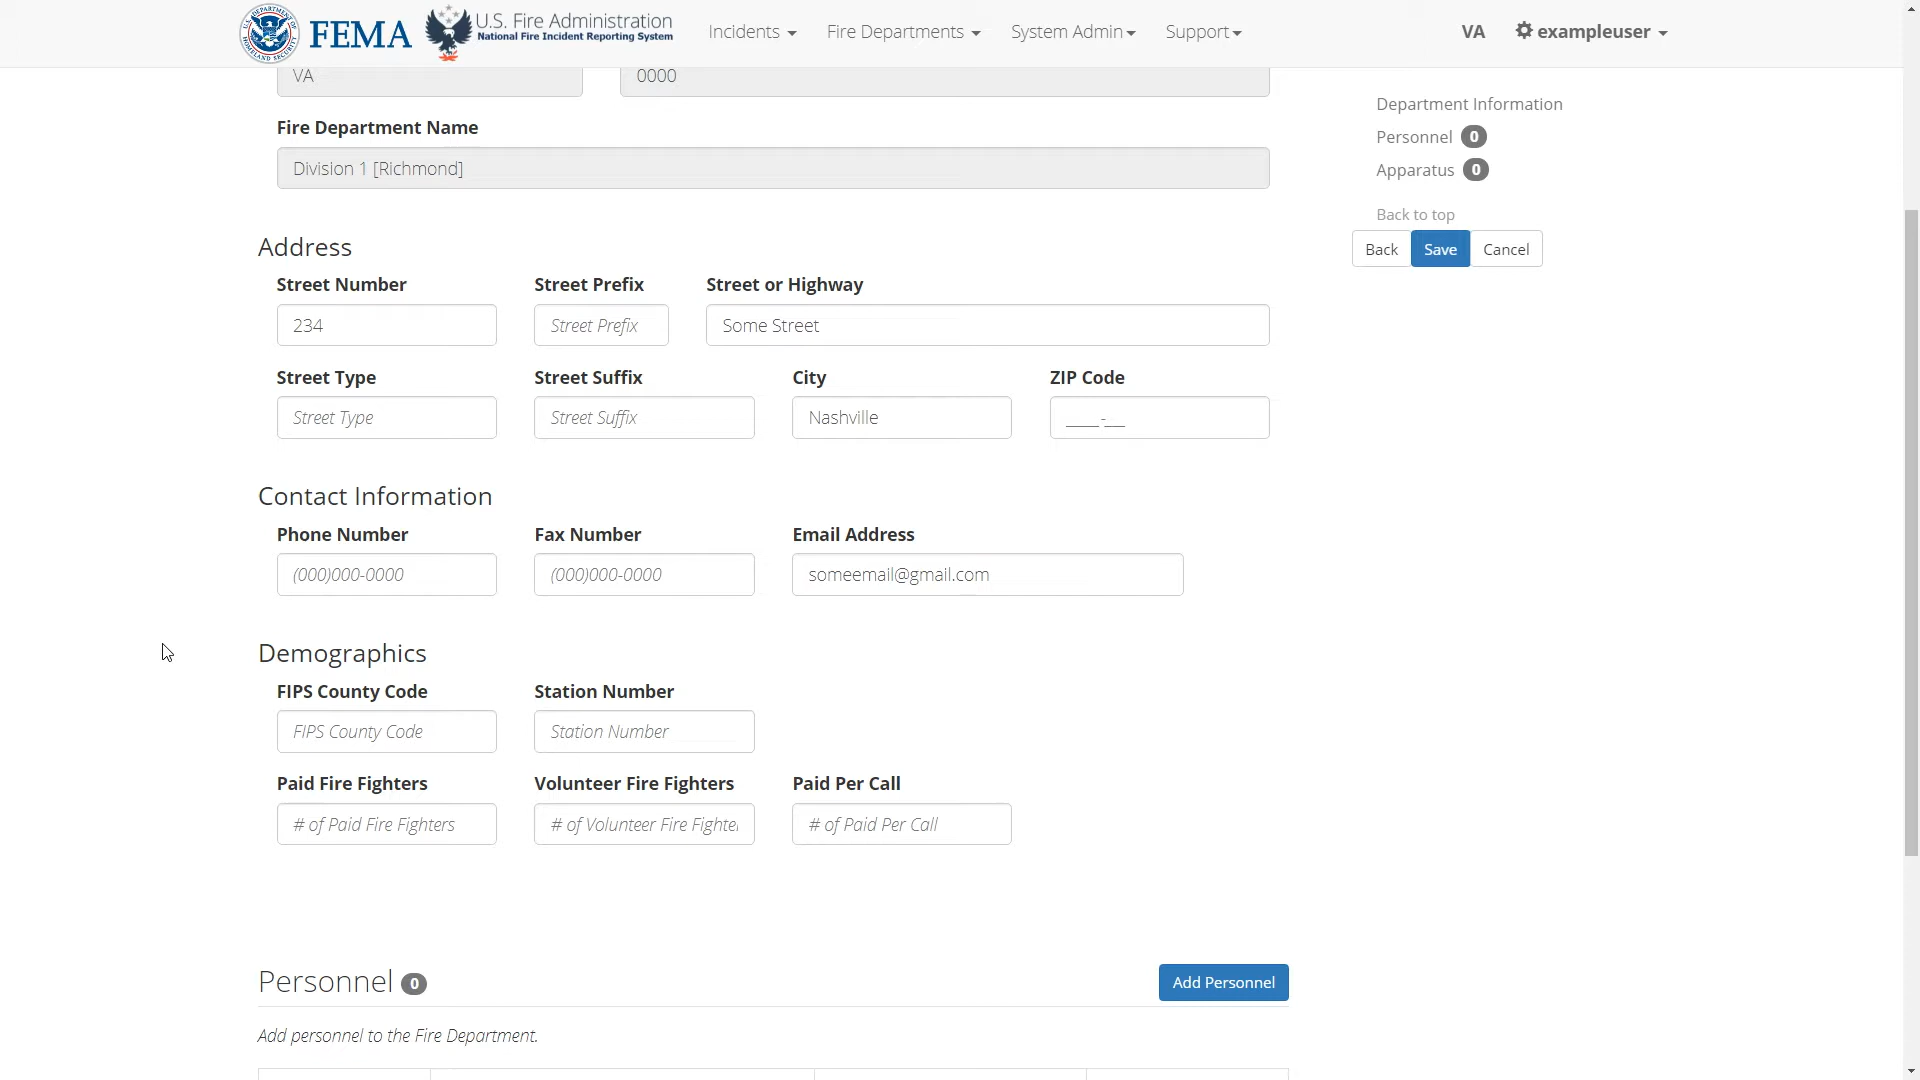 FEMA
U.S. Fire Administration
National Fire Incident Reporting System
Incidents
Fire Departments
System Admin
Support
VA
exampleuser
VA
0000
Fire Department Name
Division 1 [Richmond]
Department Information
Personnel 0
Apparatus 0
Back to top
Back
Save
Cancel
Address
Street Number
Street Prefix
Street or Highway
234
Street Prefix
Some Street
Street Type
Street Suffix
City
ZIP Code
Street Type
Street Suffix
Nashville
_____-____
Contact Information
Phone Number
Fax Number
Email Address
(000)000-0000
(000)000-0000
someemail@gmail.com
Demographics
FIPS County Code
Station Number
FIPS County Code
Station Number
Paid Fire Fighters
Volunteer Fire Fighters
Paid Per Call
# of Paid Fire Fighters
# of Volunteer Fire Fighte
# of Paid Per Call
Personnel 0
Add Personnel
Add personnel to the Fire Department.